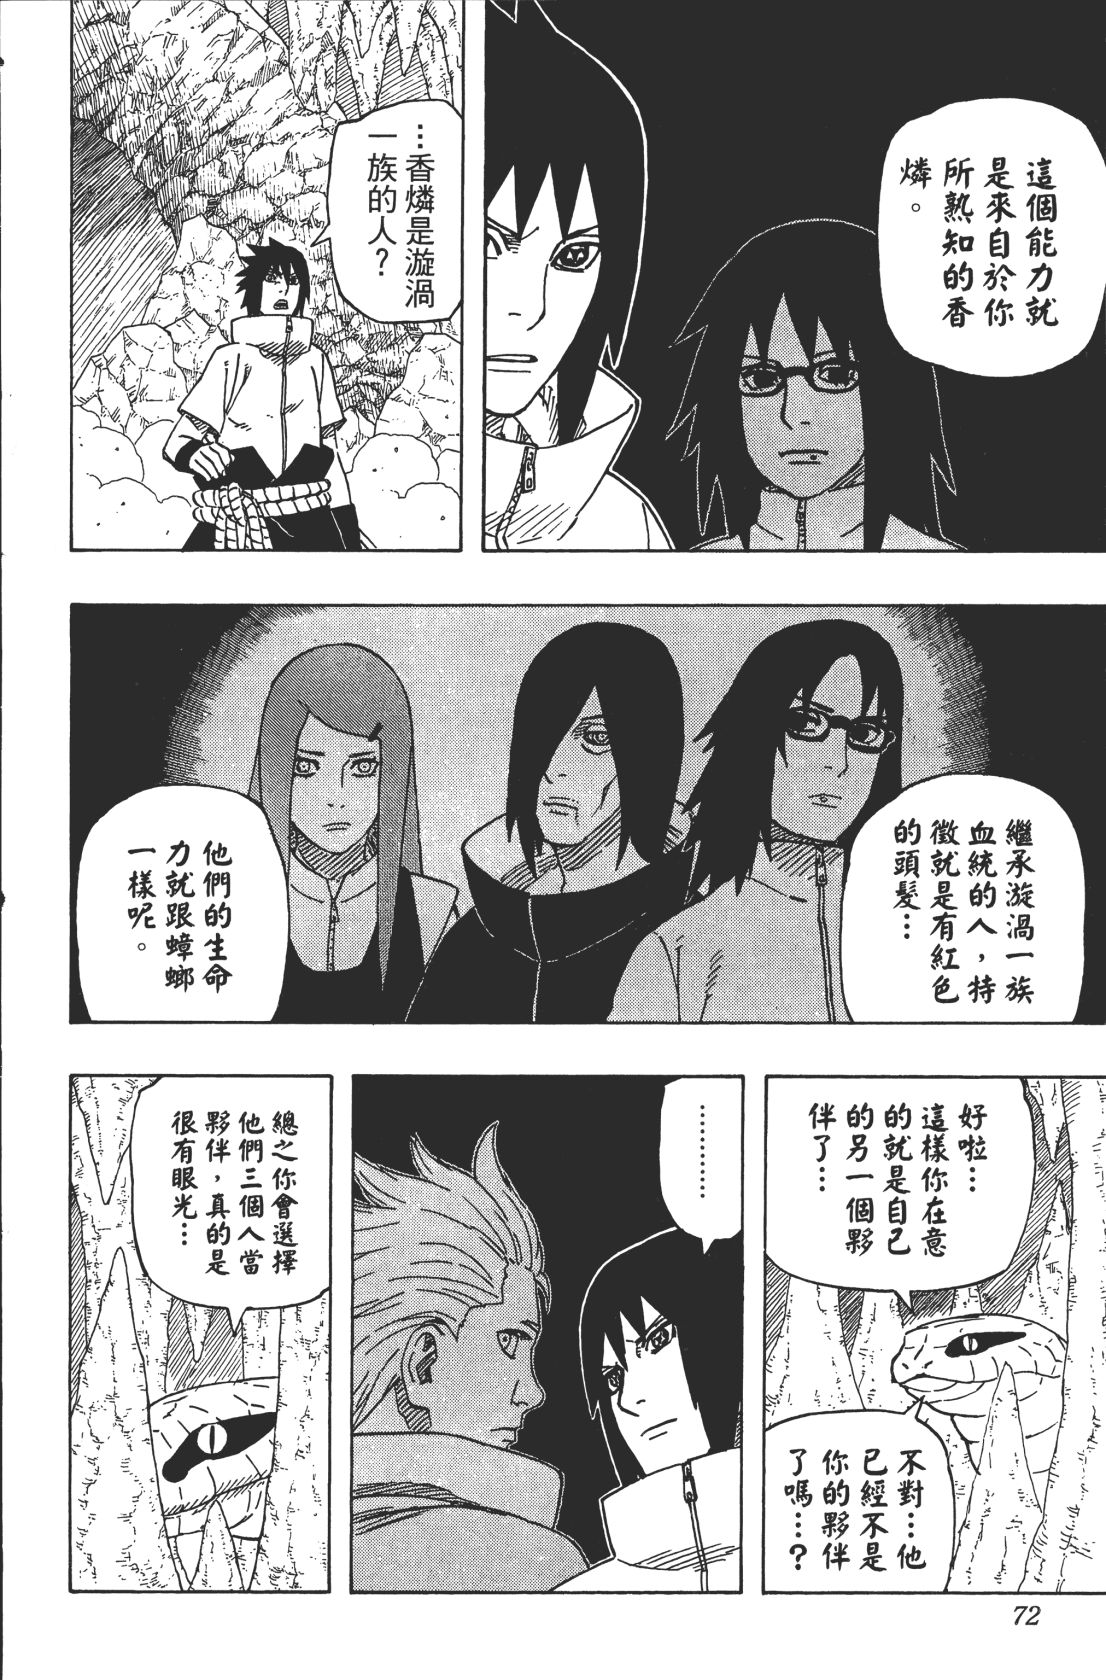 這個能力就
是來自於你
所熟知的香
燐。
…香燐是漩渦
一族的人？
繼承漩渦一族
血統的人，特
徵就是有紅色
的頭髮…
他們的生命
力就跟蟑螂
一樣呢。
好啦…
這樣你在意
的就是自己
的另一個夥
伴了…
不對…他
已經不是
你的夥伴
了嗎…？
………
總之你會選擇
他們三個人當
夥伴，真的是
很有眼光…
72